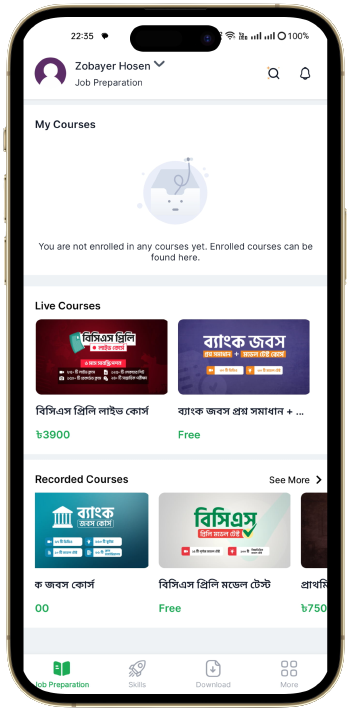 22:35
100%
Zobayer Hosen
Job Preparation
My Courses
You are not enrolled in any courses yet. Enrolled courses can be
found here.
Live Courses
বিসিএস প্রিলি
লাইভ কোর্স
ব্যাংক জবস
প্রশ্ন সমাধান + মডেল টেস্ট কোর্স
বিসিএস প্রিলি লাইভ কোর্স
ব্যাংক জবস প্রশ্ন সমাধান + ...
৳3900
Free
Recorded Courses
See More
ব্যাংক
জবস কোর্স
বিসিএস
প্রিলি মডেল টেস্ট
ক জবস কোর্স
বিসিএস প্রিলি মডেল টেস্ট
প্রাথমি
00
Free
৳750
Job Preparation
Skills
Download
More